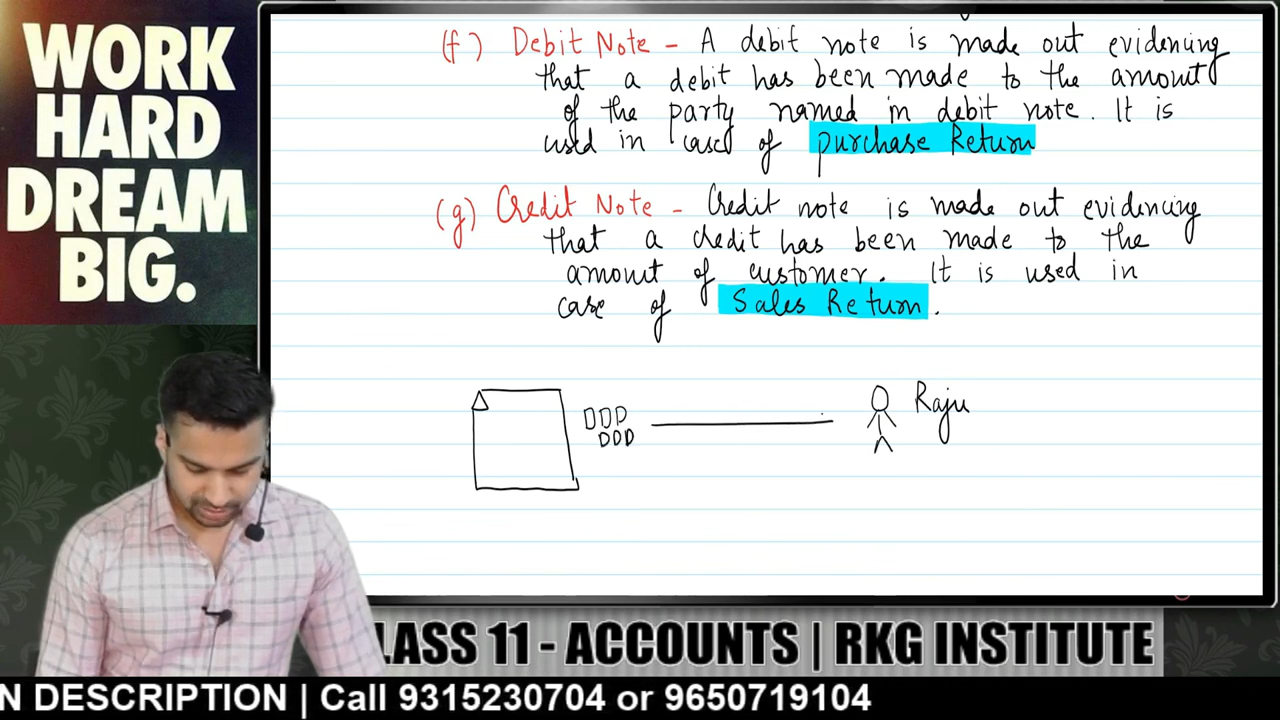 WORK
HARD
DREAM
BIG.
(f) Debit Note - A debit note is made out evidencing
that a debit has been made to the amount
of the party named in debit note. It is
used in case of purchase Return
(g) Credit Note - Credit note is made out evidencing
that a credit has been made to the
amount of customer. It is used in
case of Sales Return.
Raju
LASS 11 - ACCOUNTS | RKG INSTITUTE
N DESCRIPTION | Call 9315230704 or 9650719104